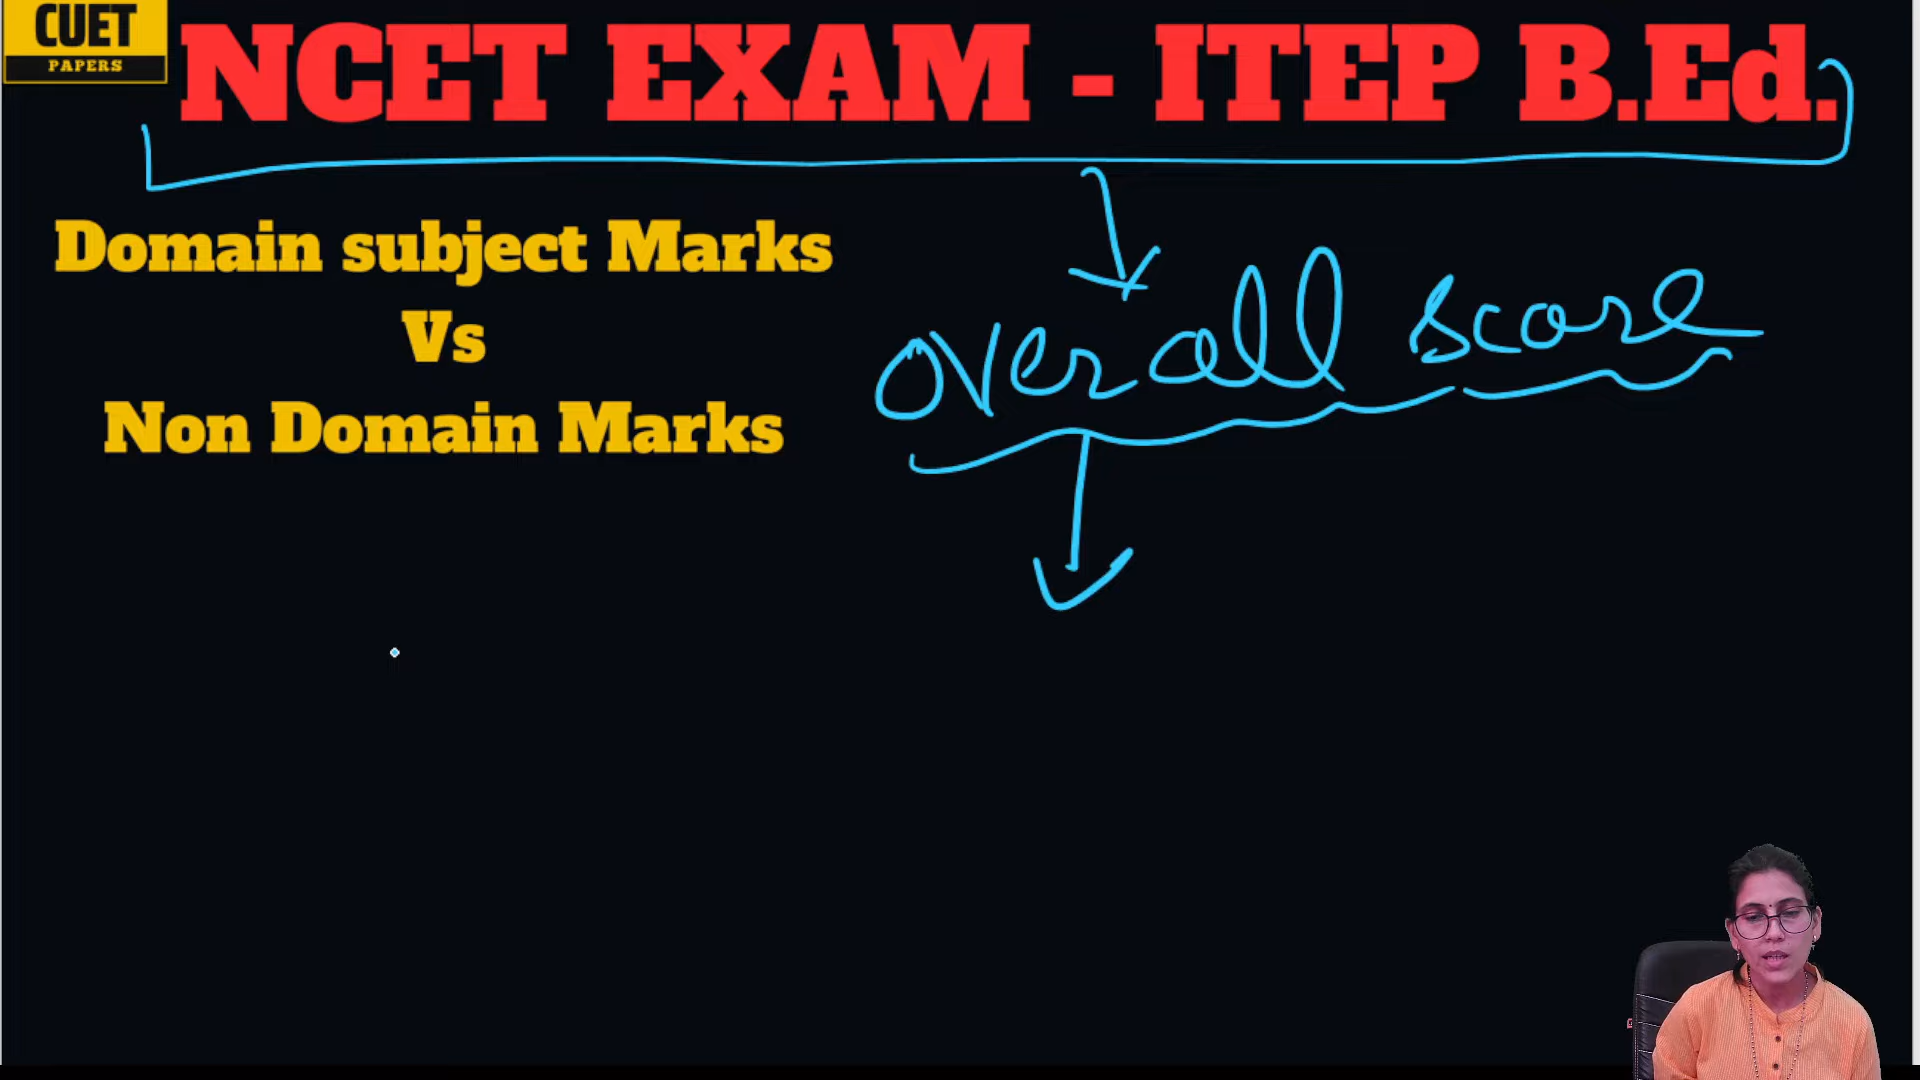 CUET
PAPERS
NCET EXAM - ITEP B.Ed.
Domain subject Marks
Vs
Non Domain Marks
overall score